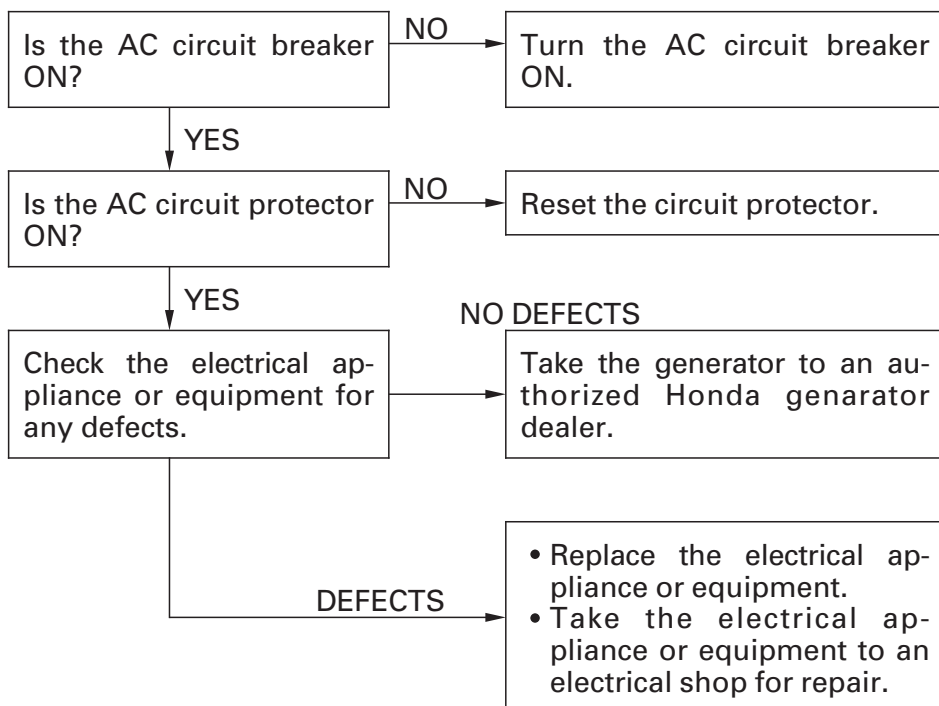 Is the AC circuit breaker
ON?
NO
Turn the AC circuit breaker
ON.
YES
Is the AC circuit protector
ON?
NO
Reset the circuit protector.
YES
NO DEFECTS
Check the electrical ap-
pliance or equipment for
any defects.
Take the generator to an au-
thorized Honda genarator
dealer.
DEFECTS
• Replace the electrical ap-
pliance or equipment.
• Take the electrical ap-
pliance or equipment to an
electrical shop for repair.